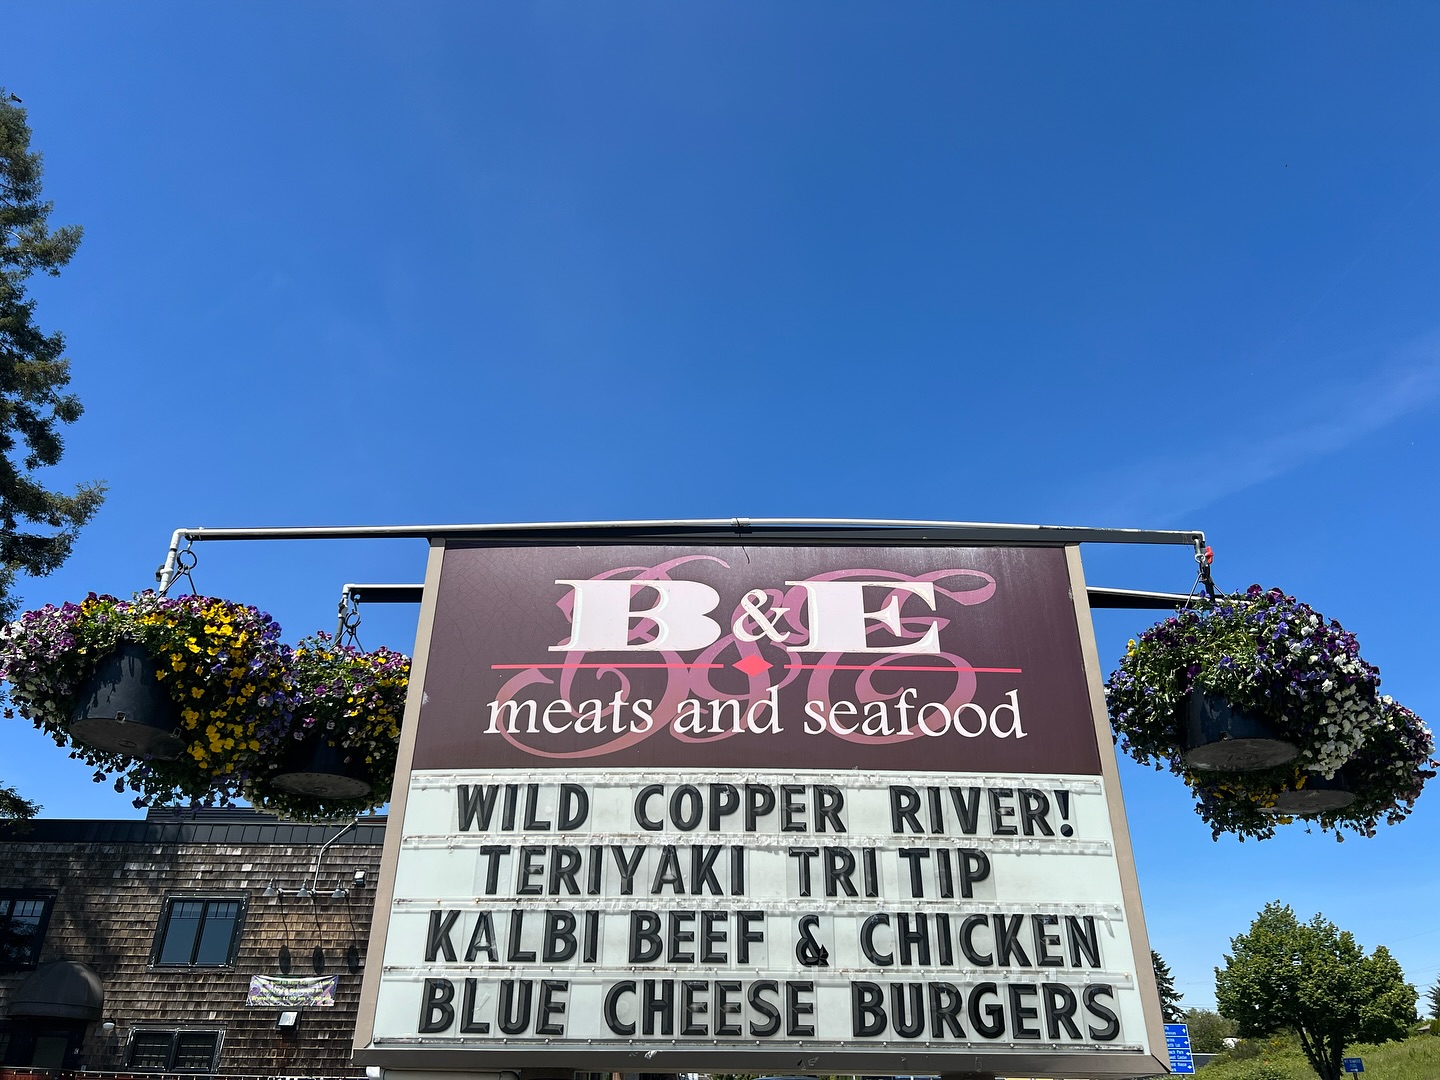 B&E
meats and seafood
WILD COPPER RIVER!
TERIYAKI TRI TIP
KALBI BEEF & CHICKEN
BLUE CHEESE BURGERS